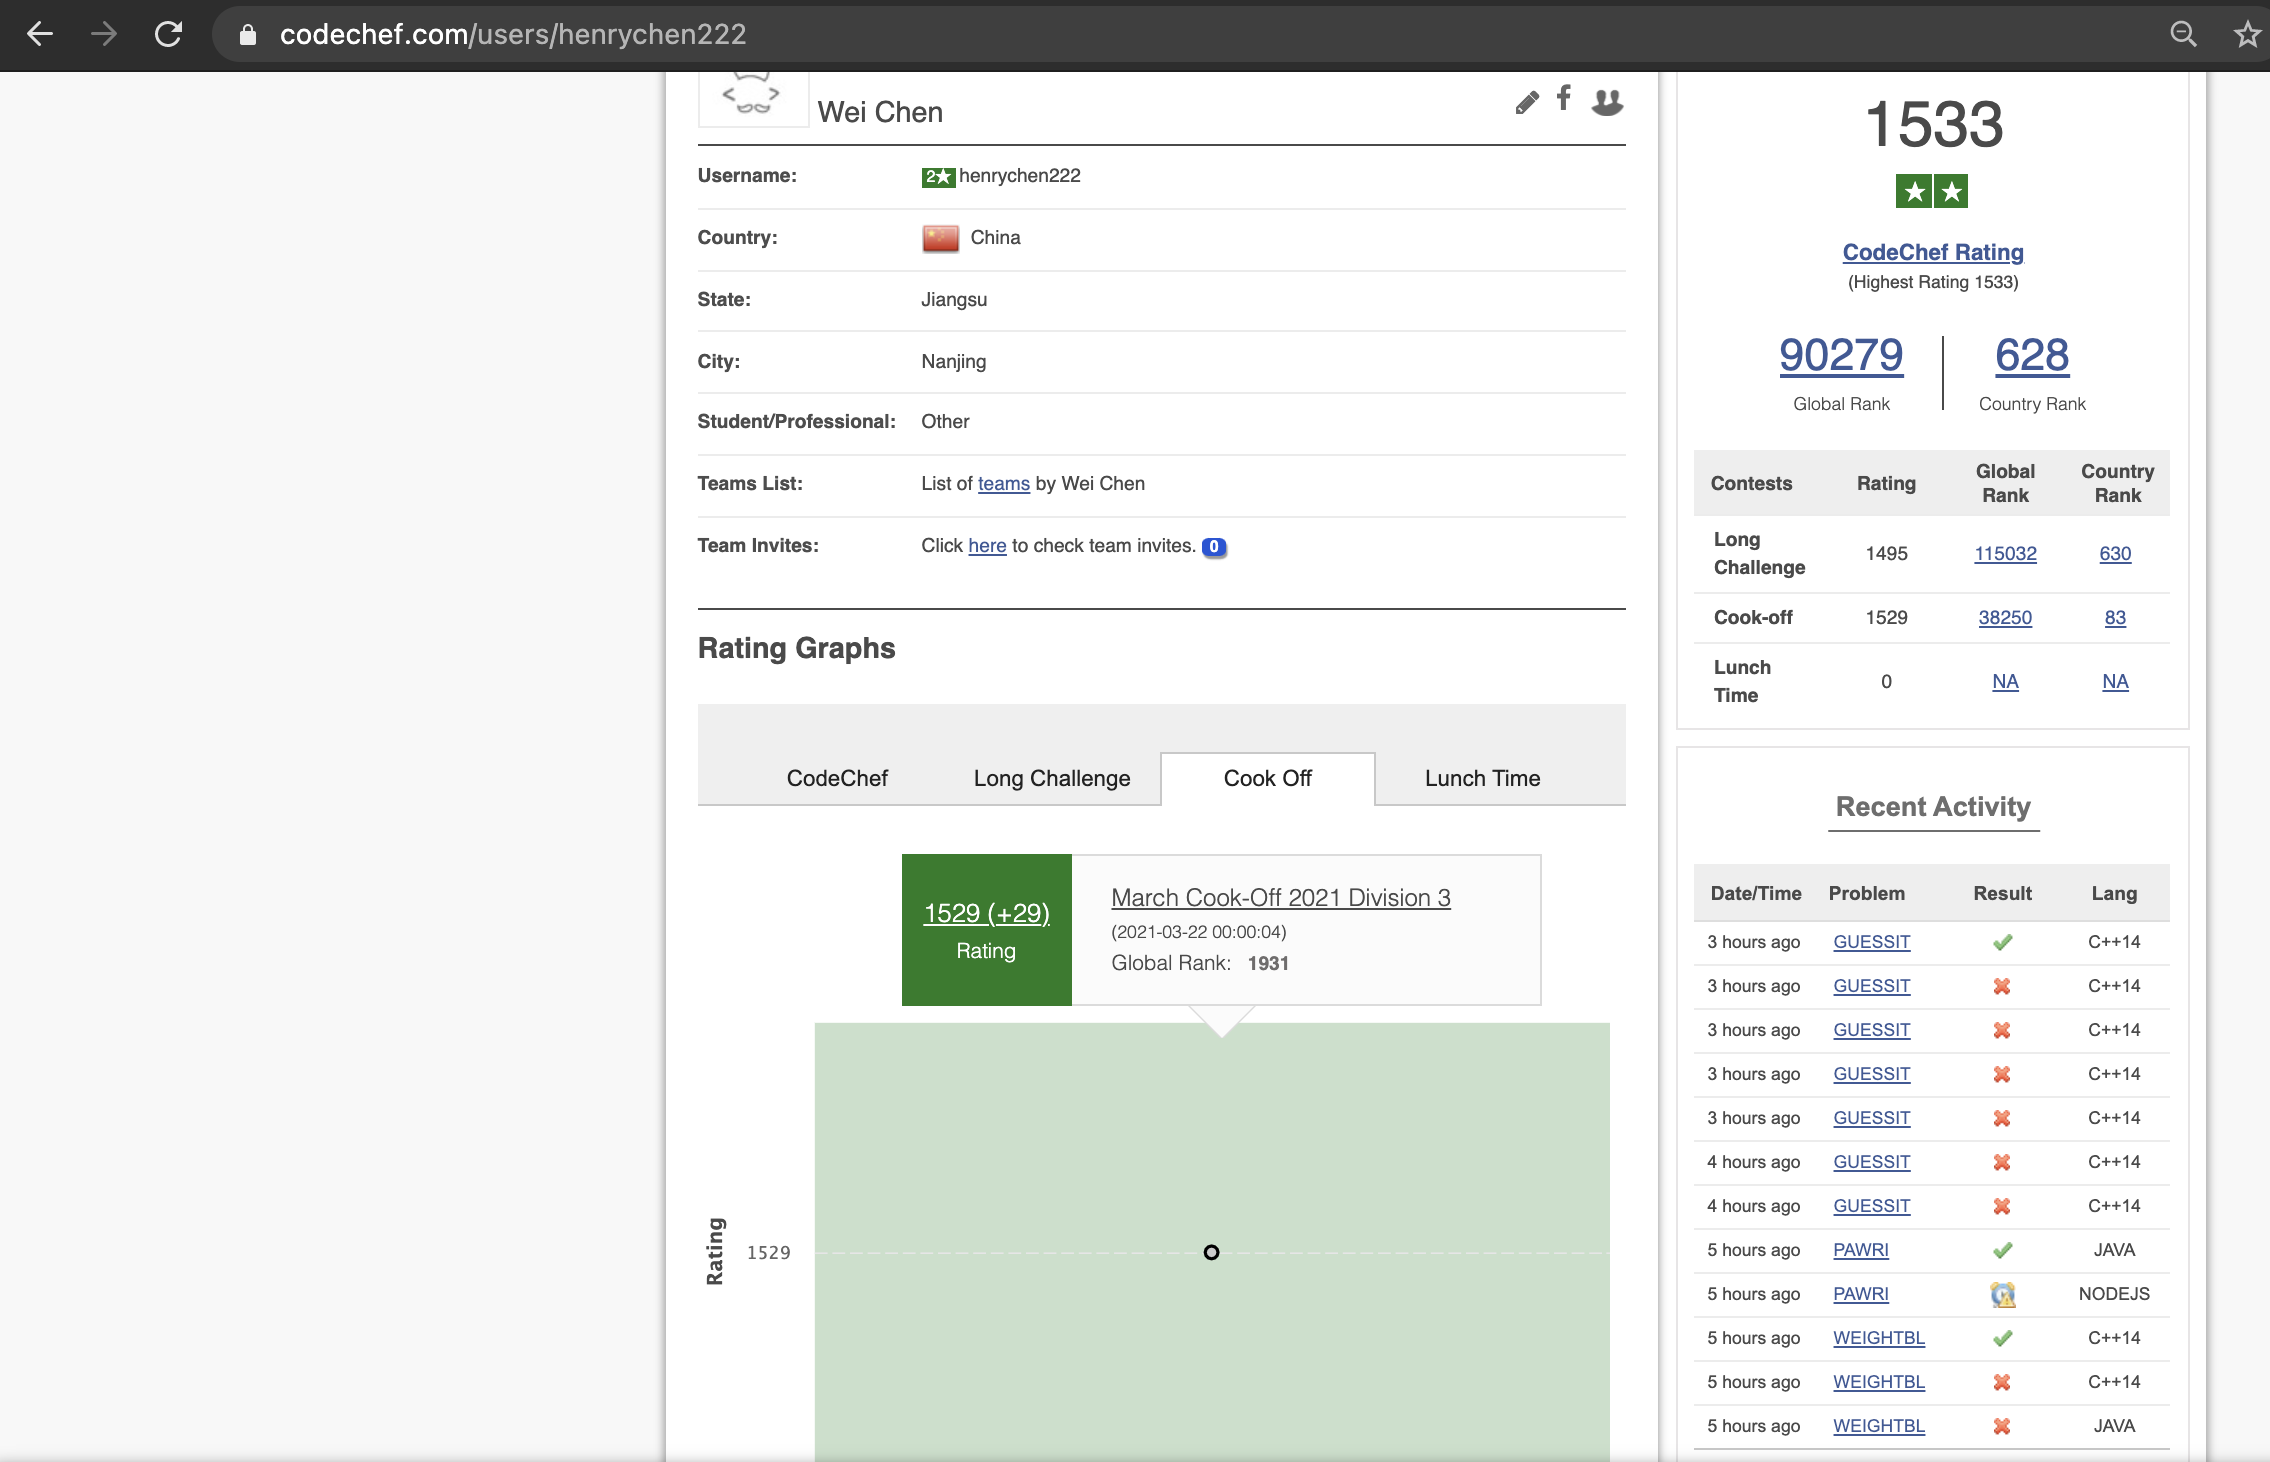 codechef.com/users/henrychen222
Wei Chen
Username: 2★ henrychen222
Country: China
State: Jiangsu
City: Nanjing
Student/Professional: Other
Teams List: List of teams by Wei Chen
Team Invites: Click here to check team invites. 0
Rating Graphs
CodeChef Long Challenge Cook Off Lunch Time
1529 (+29)
Rating
March Cook-Off 2021 Division 3
(2021-03-22 00:00:04)
Global Rank: 1931
Rating
1529
1533
CodeChef Rating
(Highest Rating 1533)
90279 628
Global Rank Country Rank
Contests Rating Global Rank Country Rank
Long Challenge 1495 115032 630
Cook-off 1529 38250 83
Lunch Time 0 NA NA
Recent Activity
Date/Time Problem Result Lang
3 hours ago GUESSIT C++14
3 hours ago GUESSIT C++14
3 hours ago GUESSIT C++14
3 hours ago GUESSIT C++14
3 hours ago GUESSIT C++14
4 hours ago GUESSIT C++14
4 hours ago GUESSIT C++14
5 hours ago PAWRI JAVA
5 hours ago PAWRI NODEJS
5 hours ago WEIGHTBL C++14
5 hours ago WEIGHTBL C++14
5 hours ago WEIGHTBL JAVA